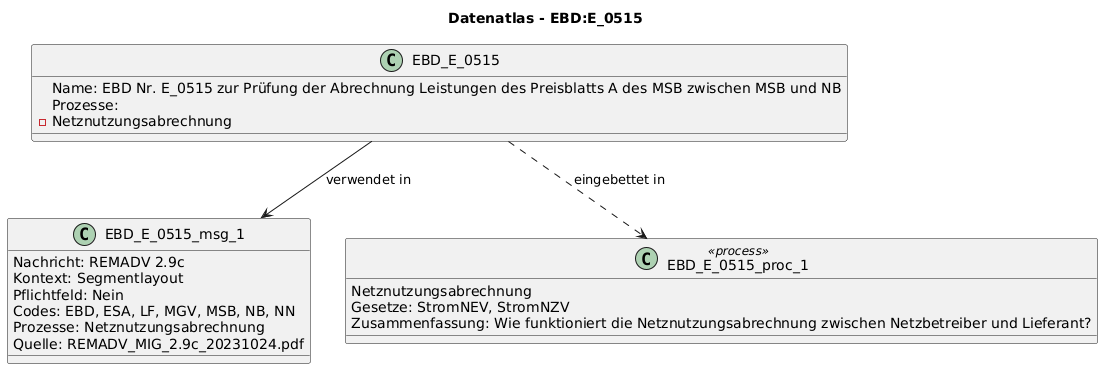 Datenatlas - EBD:E_0515
C EBD_E_0515
Name: EBD Nr. E_0515 zur Prüfung der Abrechnung Leistungen des Preisblatts A des MSB zwischen MSB und NB
Prozesse:
Netznutzungsabrechnung
verwendet in
eingebettet in
C EBD_E_0515_msg_1
Nachricht: REMADV 2.9c
Kontext: Segmentlayout
Pflichtfeld: Nein
Codes: EBD, ESA, LF, MGV, MSB, NB, NN
Prozesse: Netznutzungsabrechnung
Quelle: REMADV_MIG_2.9c_20231024.pdf
«process»
C EBD_E_0515_proc_1
Netznutzungsabrechnung
Gesetze: StromNEV, StromNZV
Zusammenfassung: Wie funktioniert die Netznutzungsabrechnung zwischen Netzbetreiber und Lieferant?